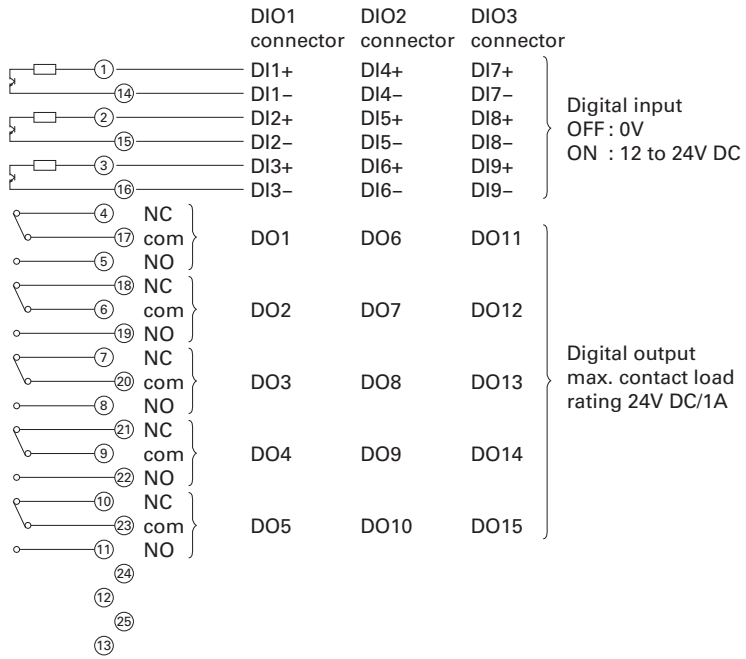 DIO1 DIO2 DIO3
connector connector connector
1 DI1+ DI4+ DI7+
14 DI1– DI4– DI7–
2 DI2+ DI5+ DI8+
15 DI2– DI5– DI8–
3 DI3+ DI6+ DI9+
16 DI3– DI6– DI9–
Digital input
OFF : 0V
ON : 12 to 24V DC
4 NC
17 com DO1 DO6 DO11
5 NO
18 NC
6 com DO2 DO7 DO12
19 NO
7 NC
20 com DO3 DO8 DO13
8 NO
21 NC
9 com DO4 DO9 DO14
22 NO
10 NC
23 com DO5 DO10 DO15
11 NO
Digital output
max. contact load
rating 24V DC/1A
24
12
25
13